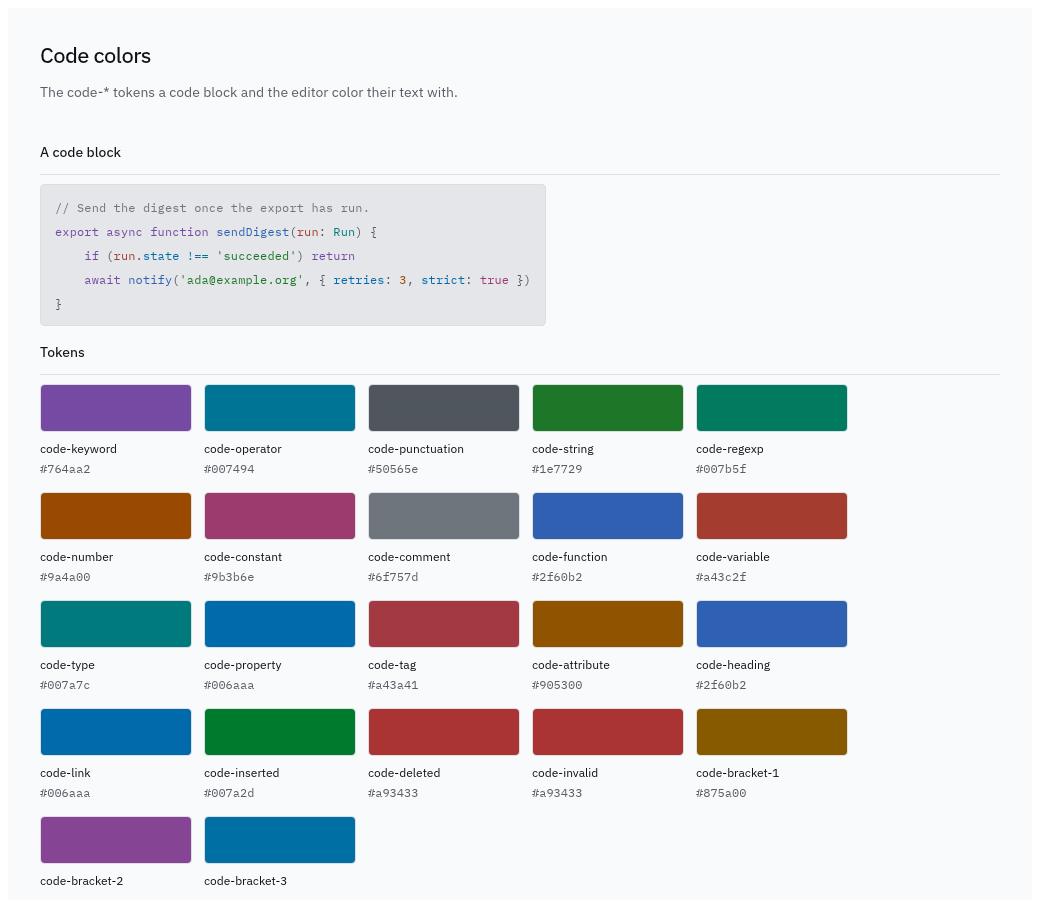 Code colors
The code-* tokens a code block and the editor color their text with.
A code block
// Send the digest once the export has run.
export async function sendDigest(run: Run) {
    if (run.state !== 'succeeded') return
    await notify('ada@example.org', { retries: 3, strict: true })
}
Tokens
code-keyword code-operator code-punctuation code-string code-regexp
#764aa2 #007494 #50565e #1e7729 #007b5f
code-number code-constant code-comment code-function code-variable
#9a4a00 #9b3b6e #6f757d #2f60b2 #a43c2f
code-type code-property code-tag code-attribute code-heading
#007a7c #006aaa #a43a41 #905300 #2f60b2
code-link code-inserted code-deleted code-invalid code-bracket-1
#006aaa #007a2d #a93433 #a93433 #875a00
code-bracket-2 code-bracket-3